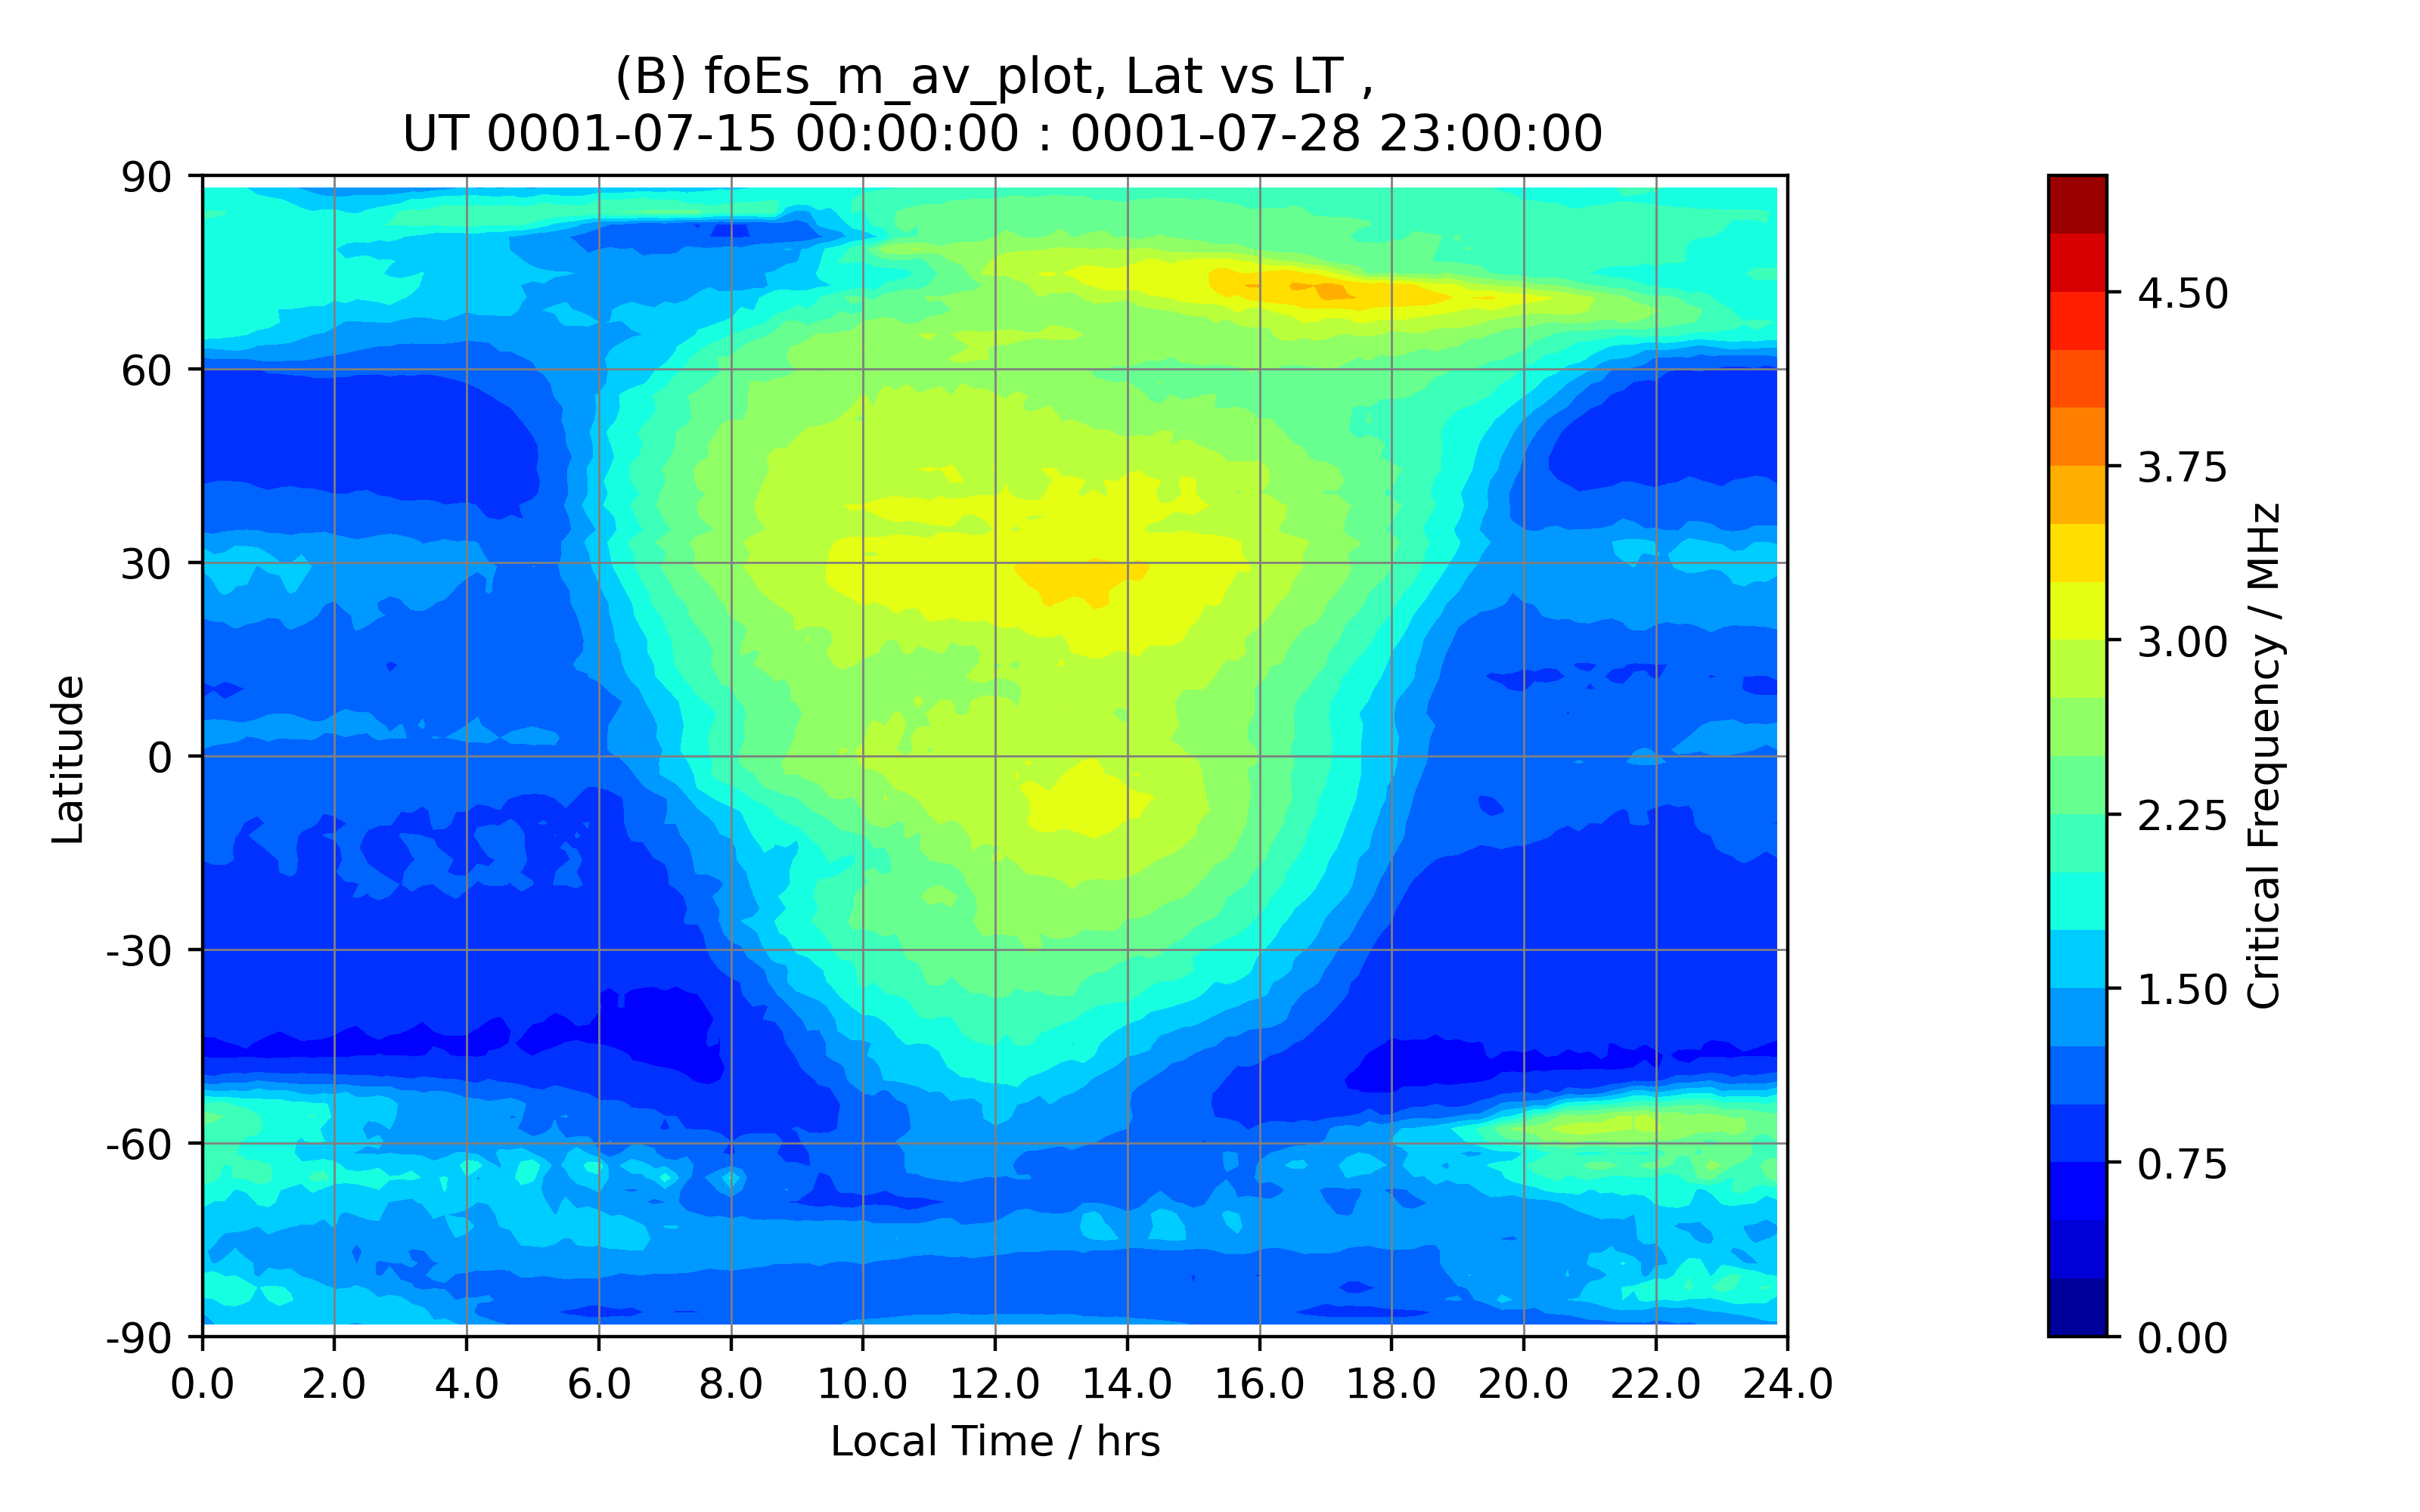 (B) foEs_m_av_plot, Lat vs LT ,
UT 0001-07-15 00:00:00 : 0001-07-28 23:00:00
90
60
30
0
-30
-60
-90
Latitude
0.0 2.0 4.0 6.0 8.0 10.0 12.0 14.0 16.0 18.0 20.0 22.0 24.0
Local Time / hrs
4.50
3.75
3.00
2.25
1.50
0.75
0.00
Critical Frequency / MHz